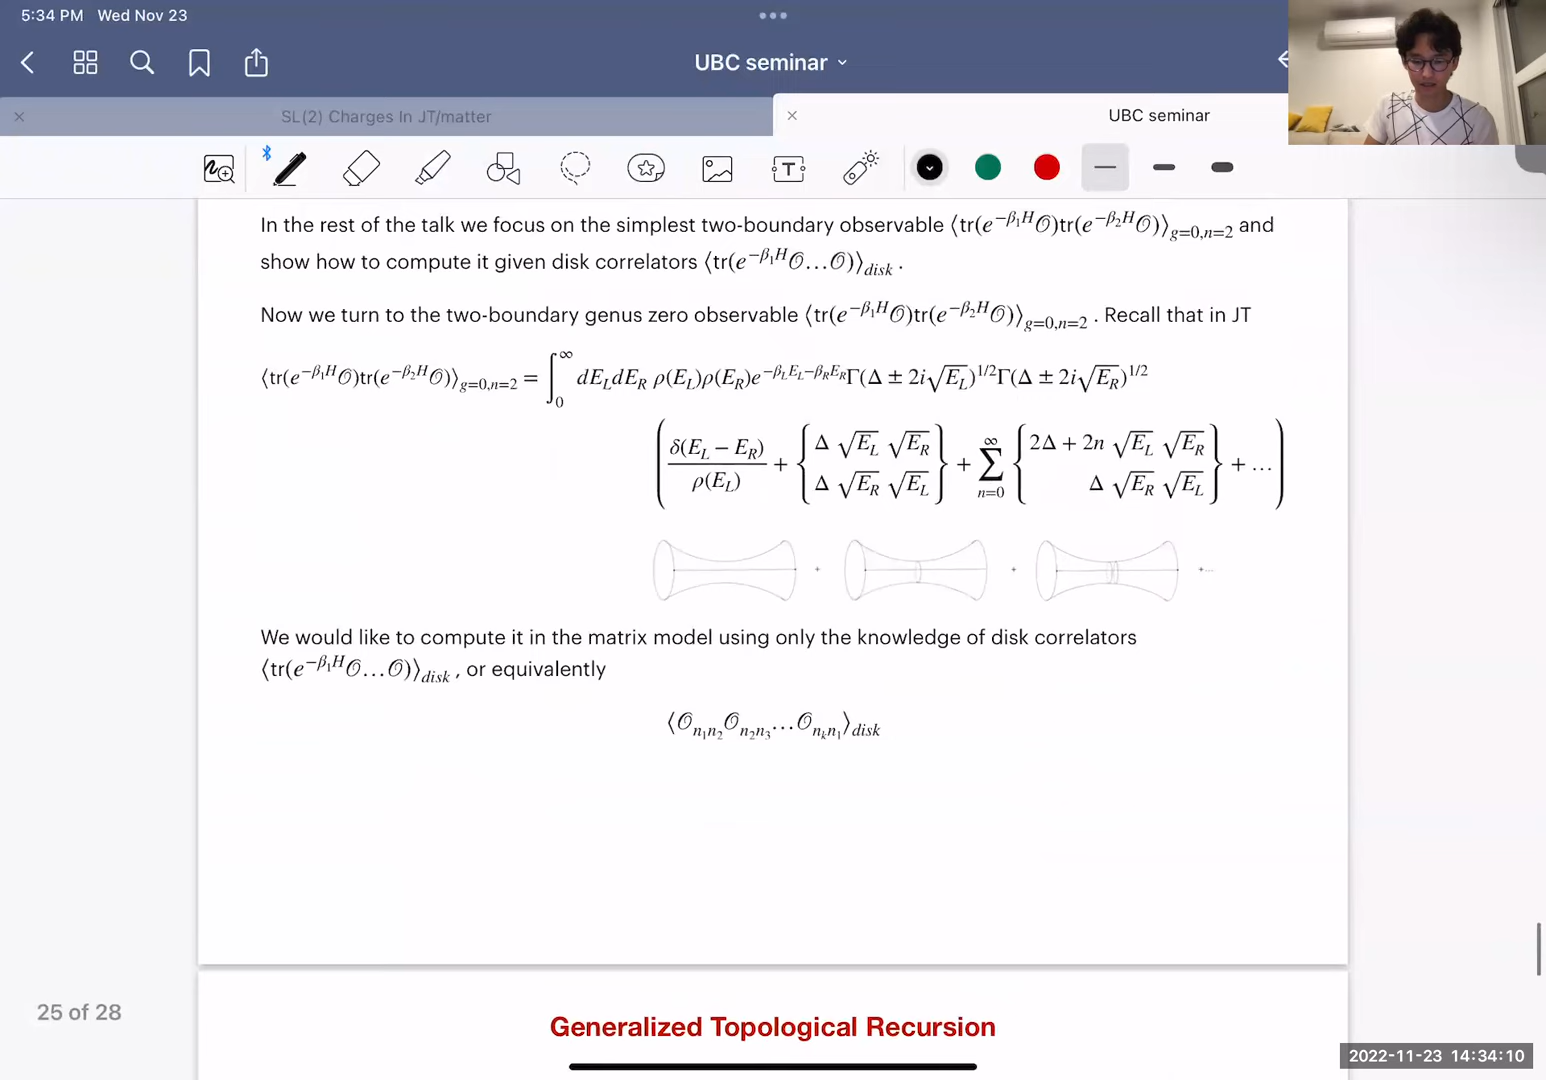 5:34 PM Wed Nov 23
UBC seminar
SL(2) Charges In JT/matter
UBC seminar
In the rest of the talk we focus on the simplest two-boundary observable ⟨tr(e^{−β₁H}𝒪)tr(e^{−β₂H}𝒪)⟩_{g=0,n=2} and
show how to compute it given disk correlators ⟨tr(e^{−β₁H}𝒪…𝒪)⟩_{disk} .
Now we turn to the two-boundary genus zero observable ⟨tr(e^{−β₁H}𝒪)tr(e^{−β₂H}𝒪)⟩_{g=0,n=2} . Recall that in JT
⟨tr(e^{−β₁H}𝒪)tr(e^{−β₂H}𝒪)⟩_{g=0,n=2} = ∫_0^∞ dE_L dE_R ρ(E_L)ρ(E_R)e^{−β_L E_L−β_R E_R}Γ(Δ ± 2i√E_L)^{1/2}Γ(Δ ± 2i√E_R)^{1/2}
( δ(E_L − E_R)/ρ(E_L) + { Δ √E_L √E_R ; Δ √E_R √E_L } + ∑_{n=0}^∞ { 2Δ + 2n √E_L √E_R ; Δ √E_R √E_L } + … )
+ + +...
We would like to compute it in the matrix model using only the knowledge of disk correlators
⟨tr(e^{−β₁H}𝒪…𝒪)⟩_{disk} , or equivalently
⟨𝒪_{n₁n₂}𝒪_{n₂n₃}…𝒪_{n_k n₁}⟩_{disk}
25 of 28
Generalized Topological Recursion
2022-11-23 14:34:10